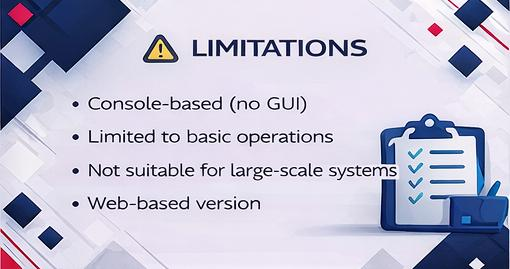 LIMITATIONS
• Console-based (no GUI)
• Limited to basic operations
• Not suitable for large-scale systems
• Web-based version